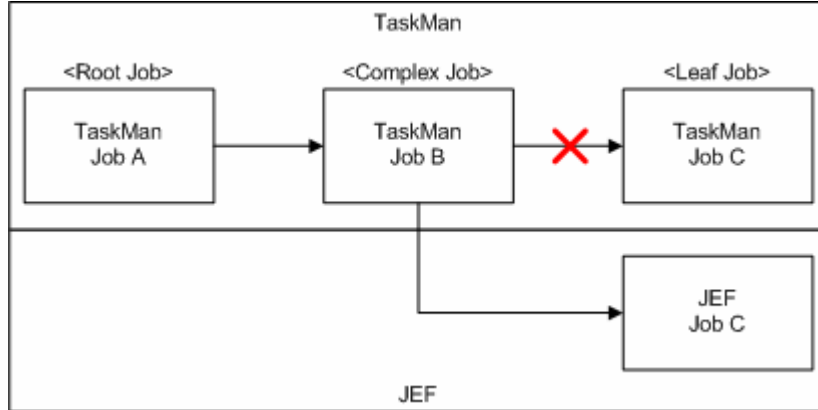 TaskMan
<Root Job>
<Complex Job>
<Leaf Job>
TaskMan
Job A
TaskMan
Job B
TaskMan
Job C
JEF
Job C
JEF